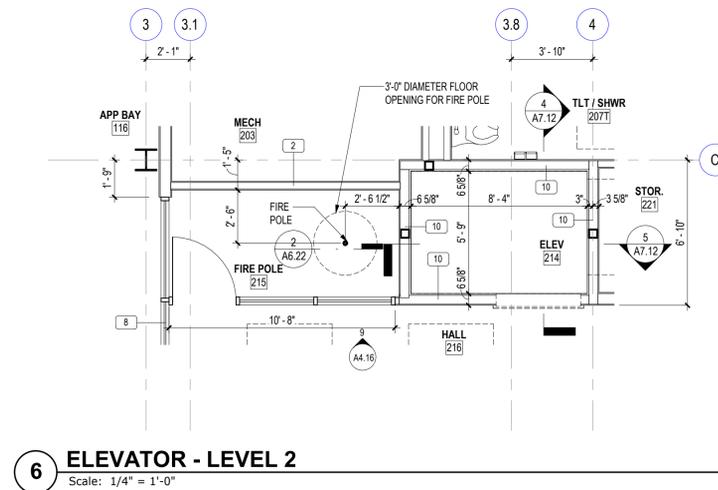 3
3.1
3.8
4
2' - 1"
3' - 10"
3'-0" DIAMETER FLOOR
OPENING FOR FIRE POLE
APP BAY
116
MECH
203
2
4
A7.12
TLT / SHWR
207T
C
1' - 9"
1' - 5"
6 5/8"
10
STOR.
221
2' - 6 1/2"
6 5/8"
8' - 4"
3"
3 5/8"
FIRE
POLE
2' - 6"
10
10
5' - 9"
6' - 10"
2
A6.22
ELEV
214
5
A7.12
FIRE POLE
215
10
6 5/8"
8
10' - 8"
9
A4.16
HALL
216
6
ELEVATOR - LEVEL 2
Scale: 1/4" = 1'-0"